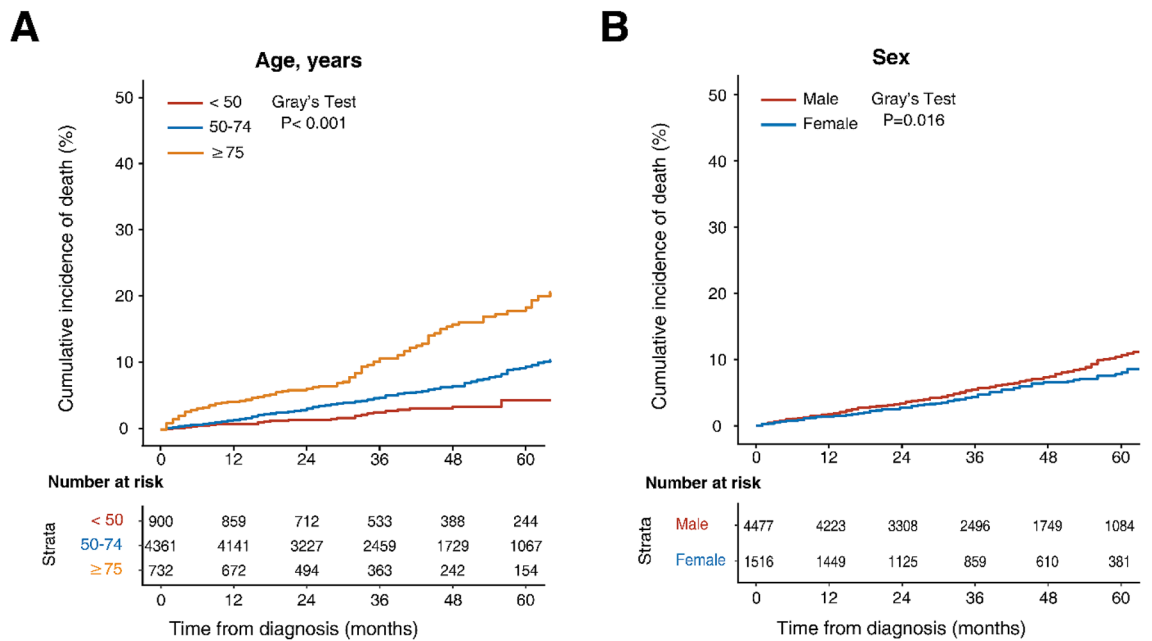 A
Age, years
Cumulative incidence of death (%)
50
40
30
20
10
0
< 50
50-74
≥ 75
Gray's Test
P< 0.001
0 12 24 36 48 60
Number at risk
Strata
< 50 900 859 712 533 388 244
50-74 4361 4141 3227 2459 1729 1067
≥ 75 732 672 494 363 242 154
0 12 24 36 48 60
Time from diagnosis (months)
B
Sex
Cumulative incidence of death (%)
50
40
30
20
10
0
Male
Female
Gray's Test
P=0.016
0 12 24 36 48 60
Number at risk
Strata
Male 4477 4223 3308 2496 1749 1084
Female 1516 1449 1125 859 610 381
0 12 24 36 48 60
Time from diagnosis (months)